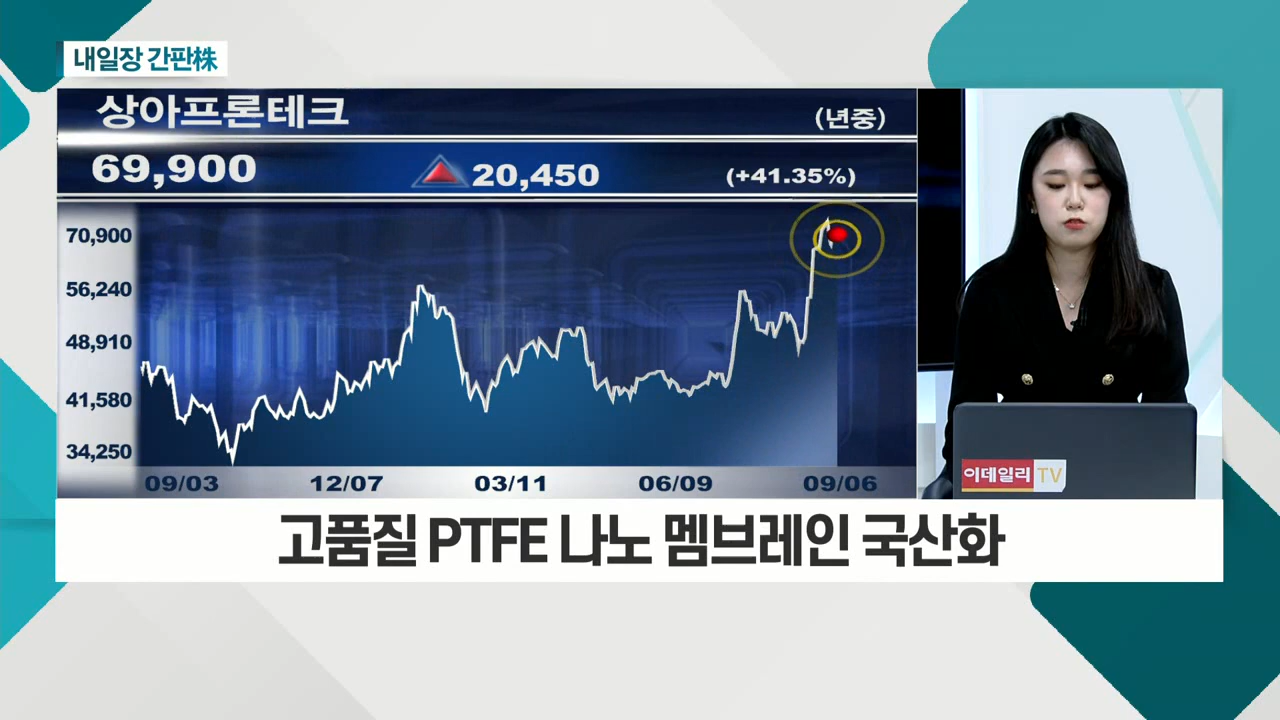 내일장 간판株
상아프론테크
(년중)
69,900
20,450
(+41.35%)
70,900
56,240
48,910
41,580
34,250
09/03 12/07 03/11 06/09 09/06
이데일리 TV
고품질 PTFE 나노 멤브레인 국산화